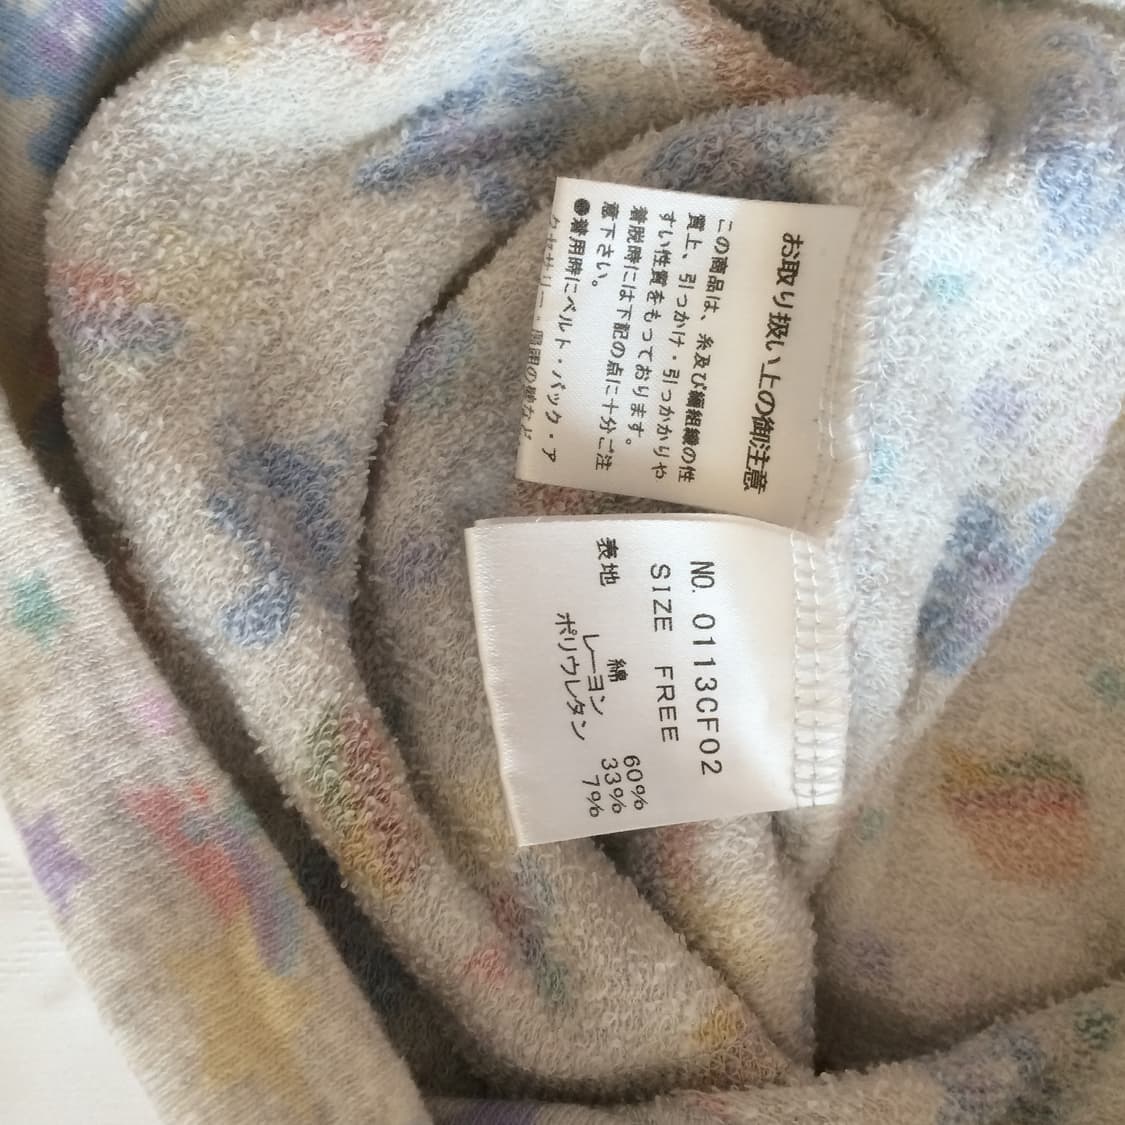 お取り扱い上の御注意
この商品は、糸及び編組織の性
質上、引っかけ・引っかかりや
すい性質をもっております。
着脱時には下記の点に十分ご注
意下さい。
●着用時にベルト・バック・ア
クセサリー・
NO. 0113CF02
SIZE FREE
表地
綿 60%
レーヨン 33%
ポリウレタン 7%